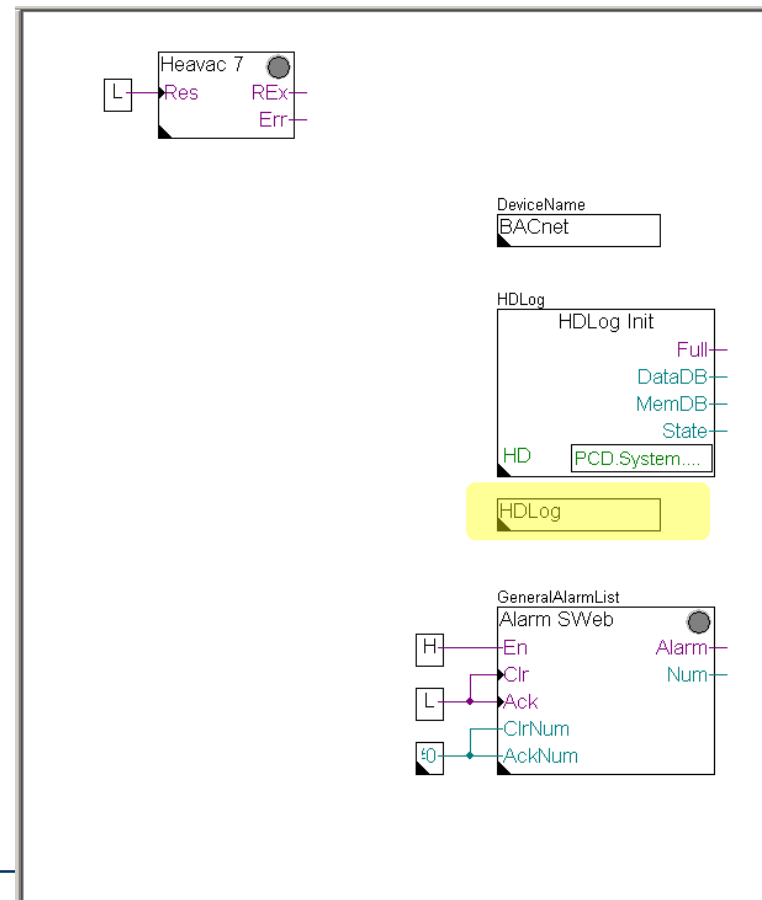 Heavac 7
L Res REx
Err
DeviceName
BACnet
HDLog
HDLog Init
Full
DataDB
MemDB
State
HD PCD.System....
HDLog
GeneralAlarmList
Alarm SWeb
H En Alarm
Clr Num
L Ack
ClrNum
AckNum